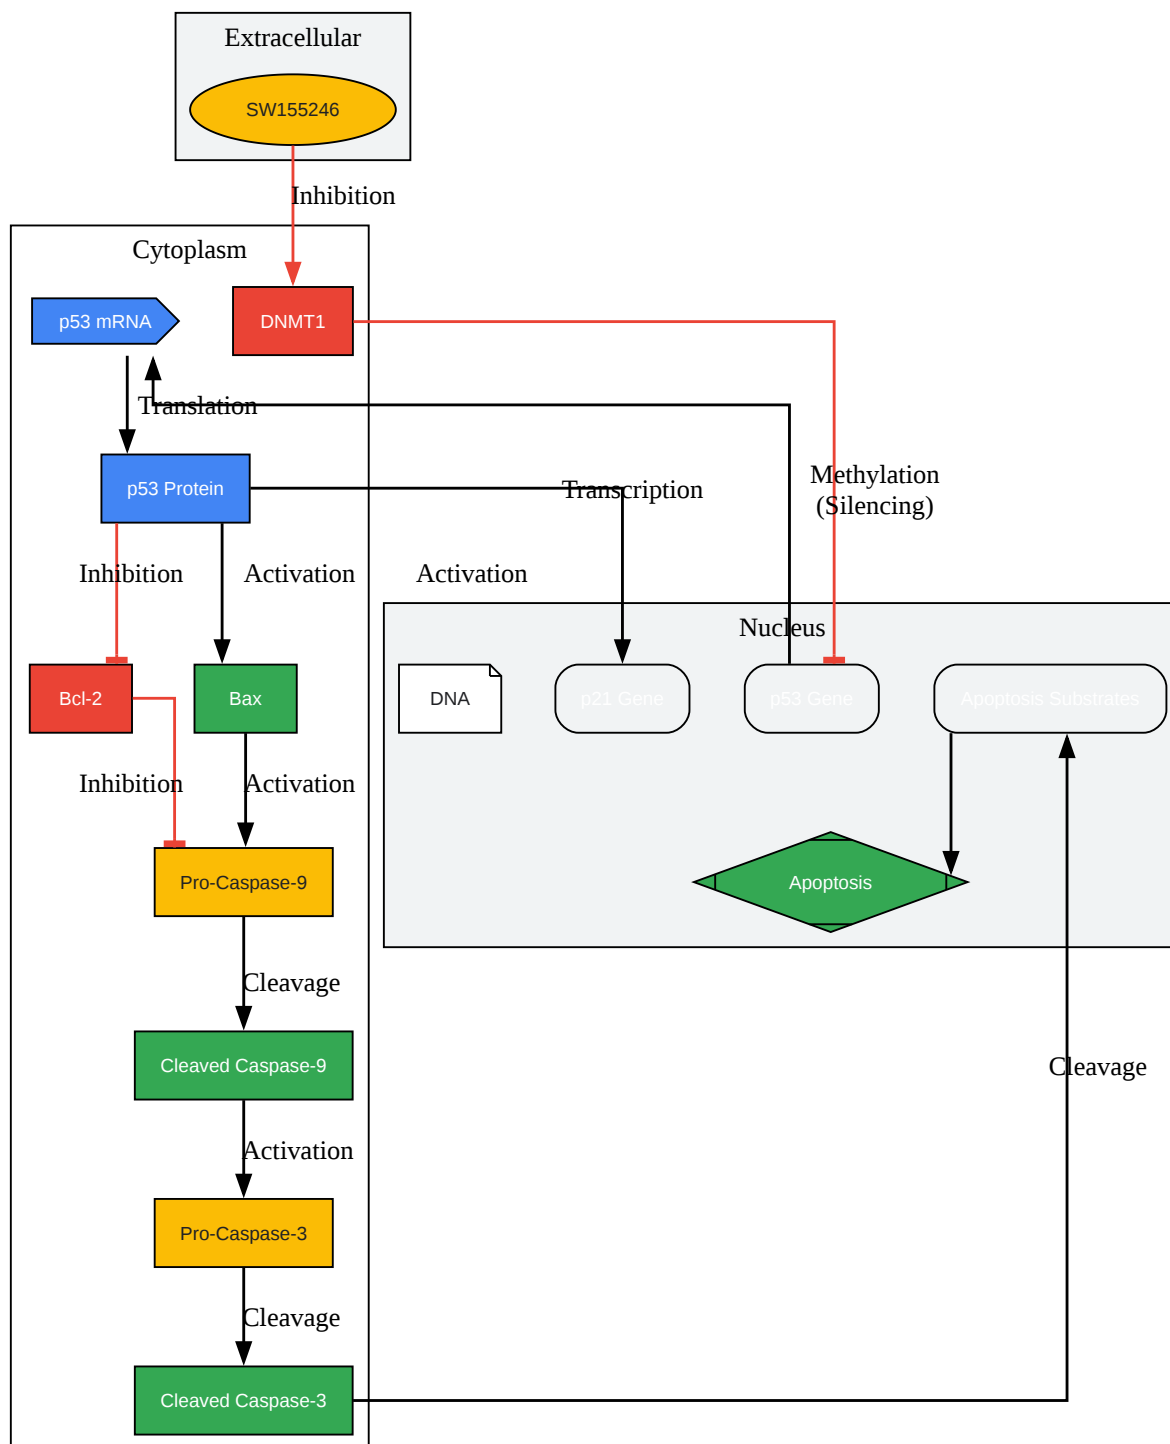 Extracellular
SW155246
Inhibition
Cytoplasm
p53 mRNA
DNMT1
Translation
p53 Protein
Transcription
Methylation
(Silencing)
Inhibition
Activation
Activation
Nucleus
Bcl-2
Bax
DNA
p21 Gene
p53 Gene
Apoptosis Substrates
Inhibition
Activation
Pro-Caspase-9
Apoptosis
Cleavage
Cleaved Caspase-9
Cleavage
Activation
Pro-Caspase-3
Cleavage
Cleaved Caspase-3